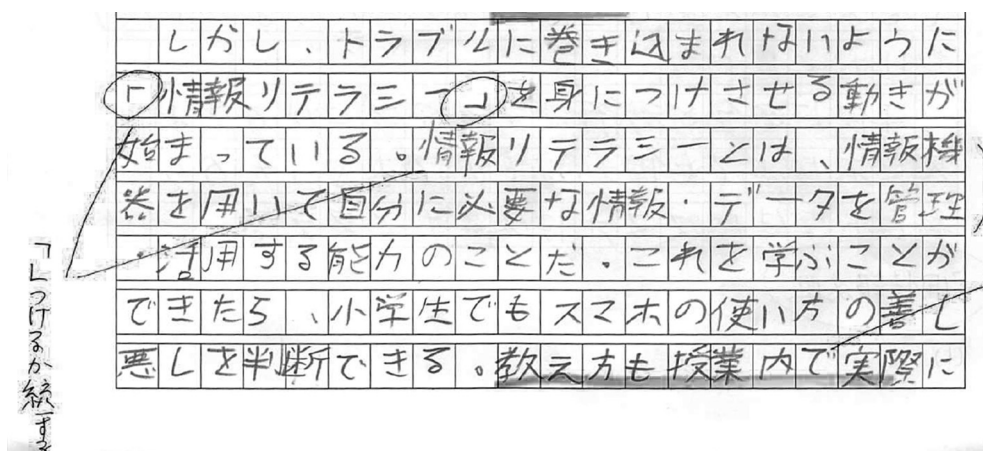 しかし、トラブルに巻き込まれないように
「情報リテラシー」を身につけさせる動きが
始まっている。情報リテラシーとは、情報機
器を用いて自分に必要な情報・データを管理
・活用する能力のことだ。これを学ぶことが
できたら、小学生でもスマホの使い方の善し
悪しを判断できる。教え方も授業内で実際に
「」つけるか統一する